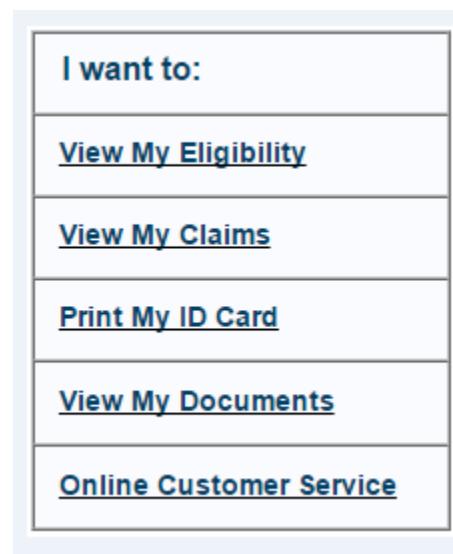 I want to:
View My Eligibility
View My Claims
Print My ID Card
View My Documents
Online Customer Service